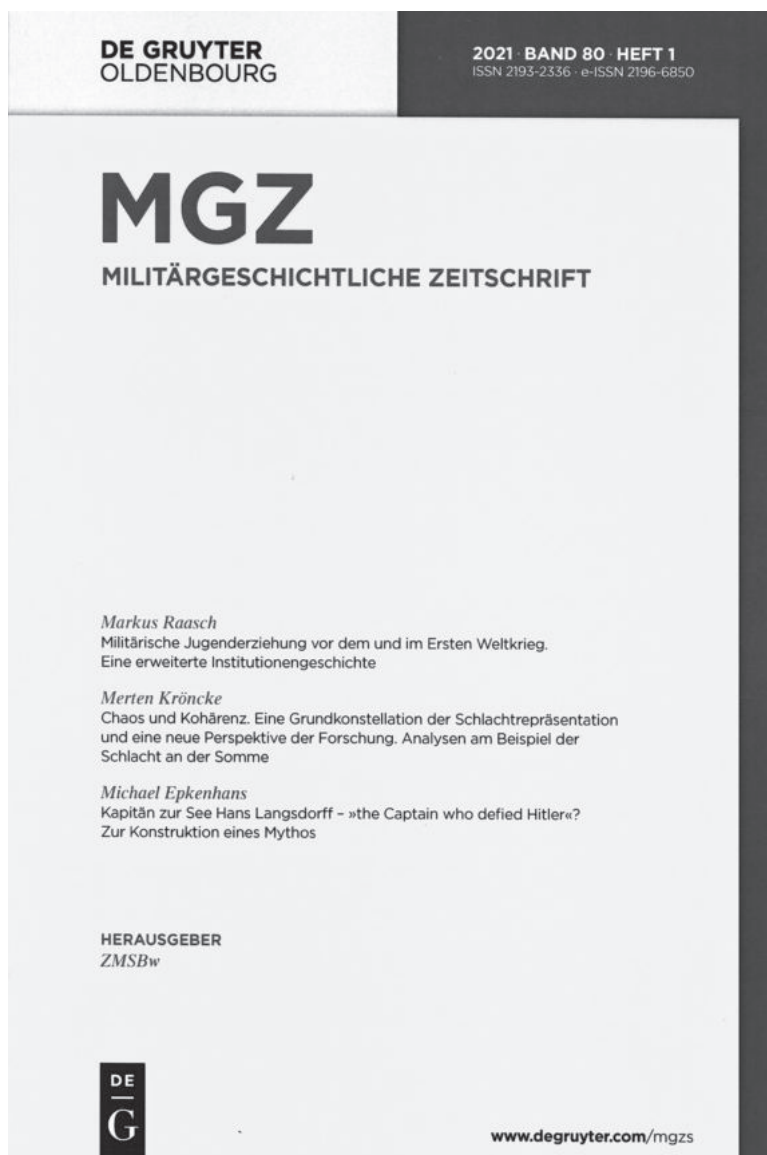 DE GRUYTER
OLDENBOURG
2021 · BAND 80 · HEFT 1
ISSN 2193-2336 · e-ISSN 2196-6850
MGZ
MILITÄRGESCHICHTLICHE ZEITSCHRIFT
Markus Raasch
Militärische Jugenderziehung vor dem und im Ersten Weltkrieg.
Eine erweiterte Institutionengeschichte
Merten Kröncke
Chaos und Kohärenz. Eine Grundkonstellation der Schlachtrepräsentation
und eine neue Perspektive der Forschung. Analysen am Beispiel der
Schlacht an der Somme
Michael Epkenhans
Kapitän zur See Hans Langsdorff – »the Captain who defied Hitler«?
Zur Konstruktion eines Mythos
HERAUSGEBER
ZMSBw
DE
G
www.degruyter.com/mgzs